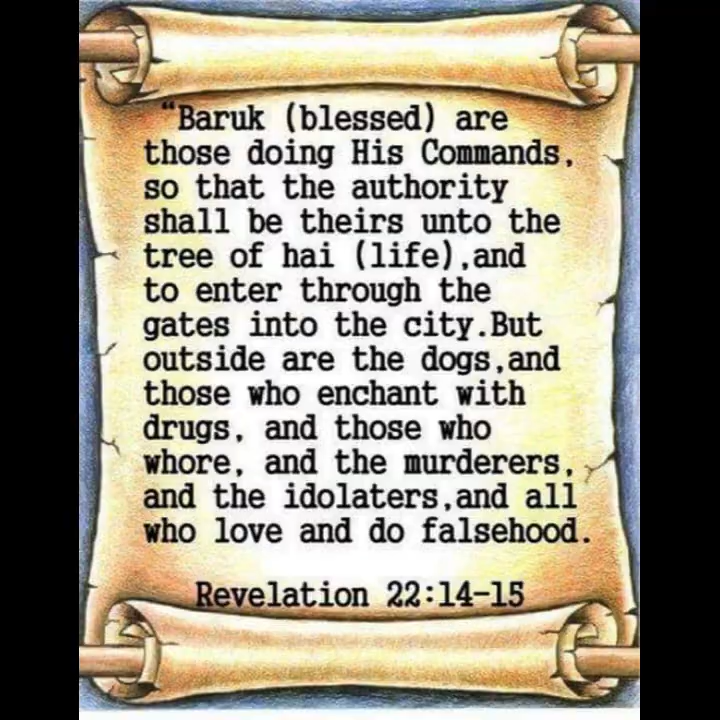 “Baruk (blessed) are
those doing His Commands,
so that the authority
shall be theirs unto the
tree of hai (life),and
to enter through the
gates into the city.But
outside are the dogs,and
those who enchant with
drugs, and those who
whore, and the murderers,
and the idolaters,and all
who love and do falsehood.
Revelation 22:14-15